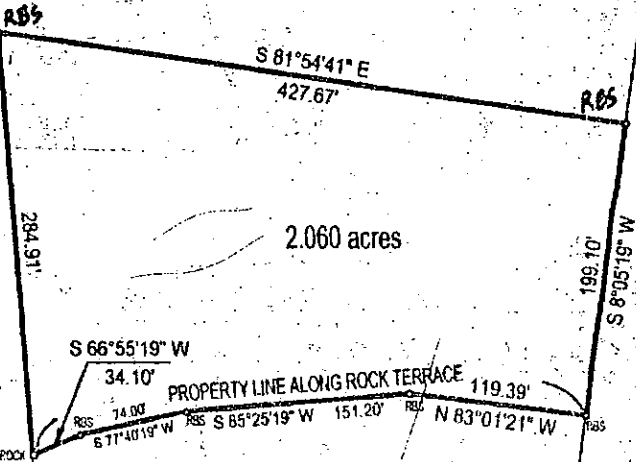 RBS
S 81°54'41" E
427.67'
RBS
284.91'
2.060 acres
199.10'
S 8°05'19" W
S 66°55'19" W
34.10'
PROPERTY LINE ALONG ROCK TERRACE
119.39'
74.00'
RBS
S 77°40'19" W
RBS
S 85°25'19" W
151.20'
RBS
N 83°01'21" W
RBS
ROCK